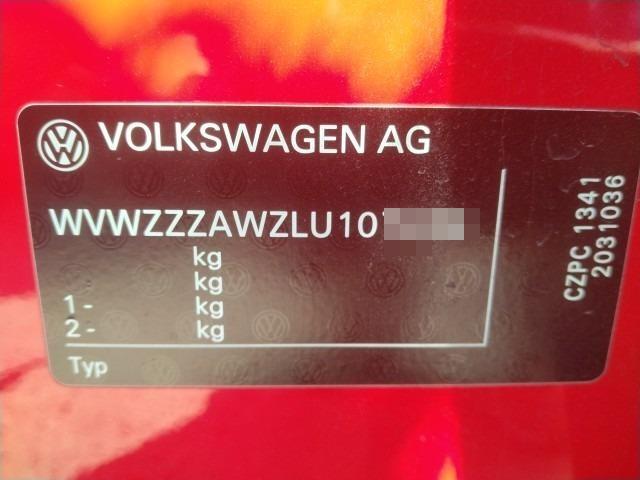 VOLKSWAGEN AG
WVWZZZAWZLU10
kg
kg
1- kg
2- kg
Typ
CZPC 1341
2031036